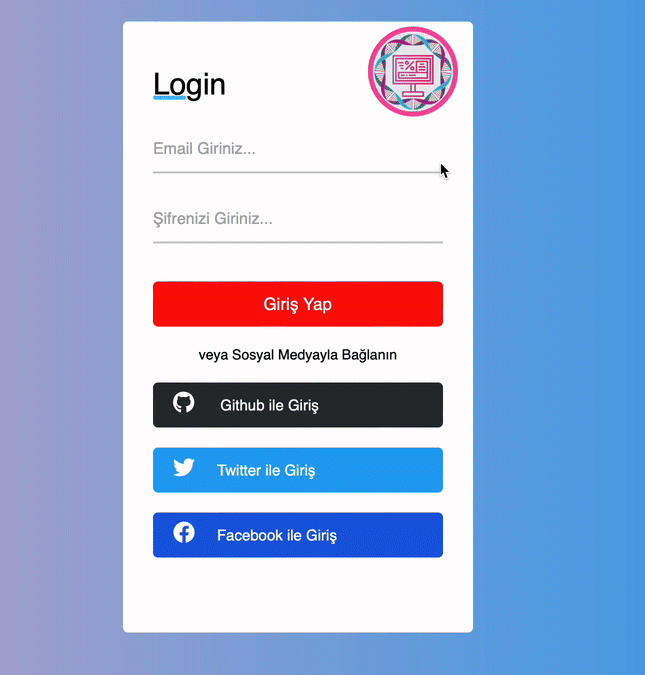 Login
Email Giriniz...
Şifrenizi Giriniz...
Giriş Yap
veya Sosyal Medyayla Bağlanın
Github ile Giriş
Twitter ile Giriş
Facebook ile Giriş